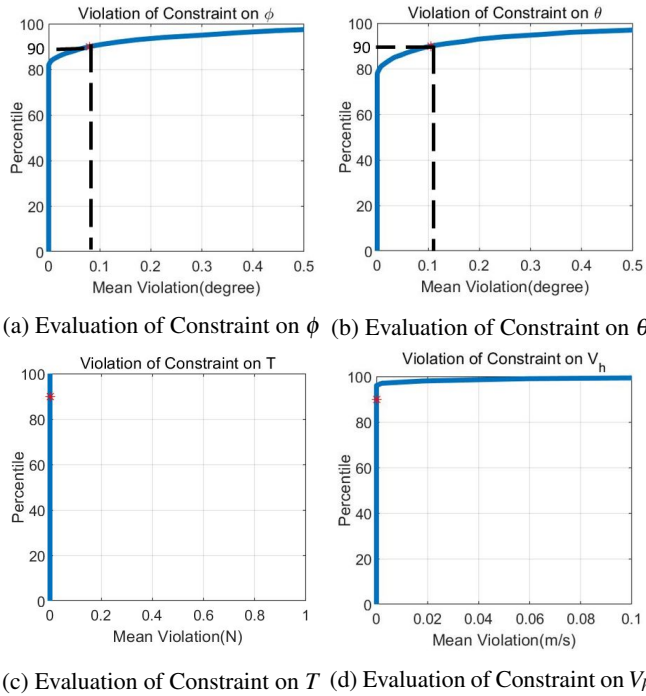 Violation of Constraint on ϕ
Violation of Constraint on θ
Percentile
100
90
80
60
40
20
0
0 0.1 0.2 0.3 0.4 0.5
Mean Violation(degree)
Percentile
100
90
80
60
40
20
0
0 0.1 0.2 0.3 0.4 0.5
Mean Violation(degree)
(a) Evaluation of Constraint on ϕ (b) Evaluation of Constraint on θ
Violation of Constraint on T
Violation of Constraint on V_h
Percentile
100
80
60
40
20
0
0 0.2 0.4 0.6 0.8 1
Mean Violation(N)
Percentile
100
80
60
40
20
0
0 0.02 0.04 0.06 0.08 0.1
Mean Violation(m/s)
(c) Evaluation of Constraint on T (d) Evaluation of Constraint on V_h